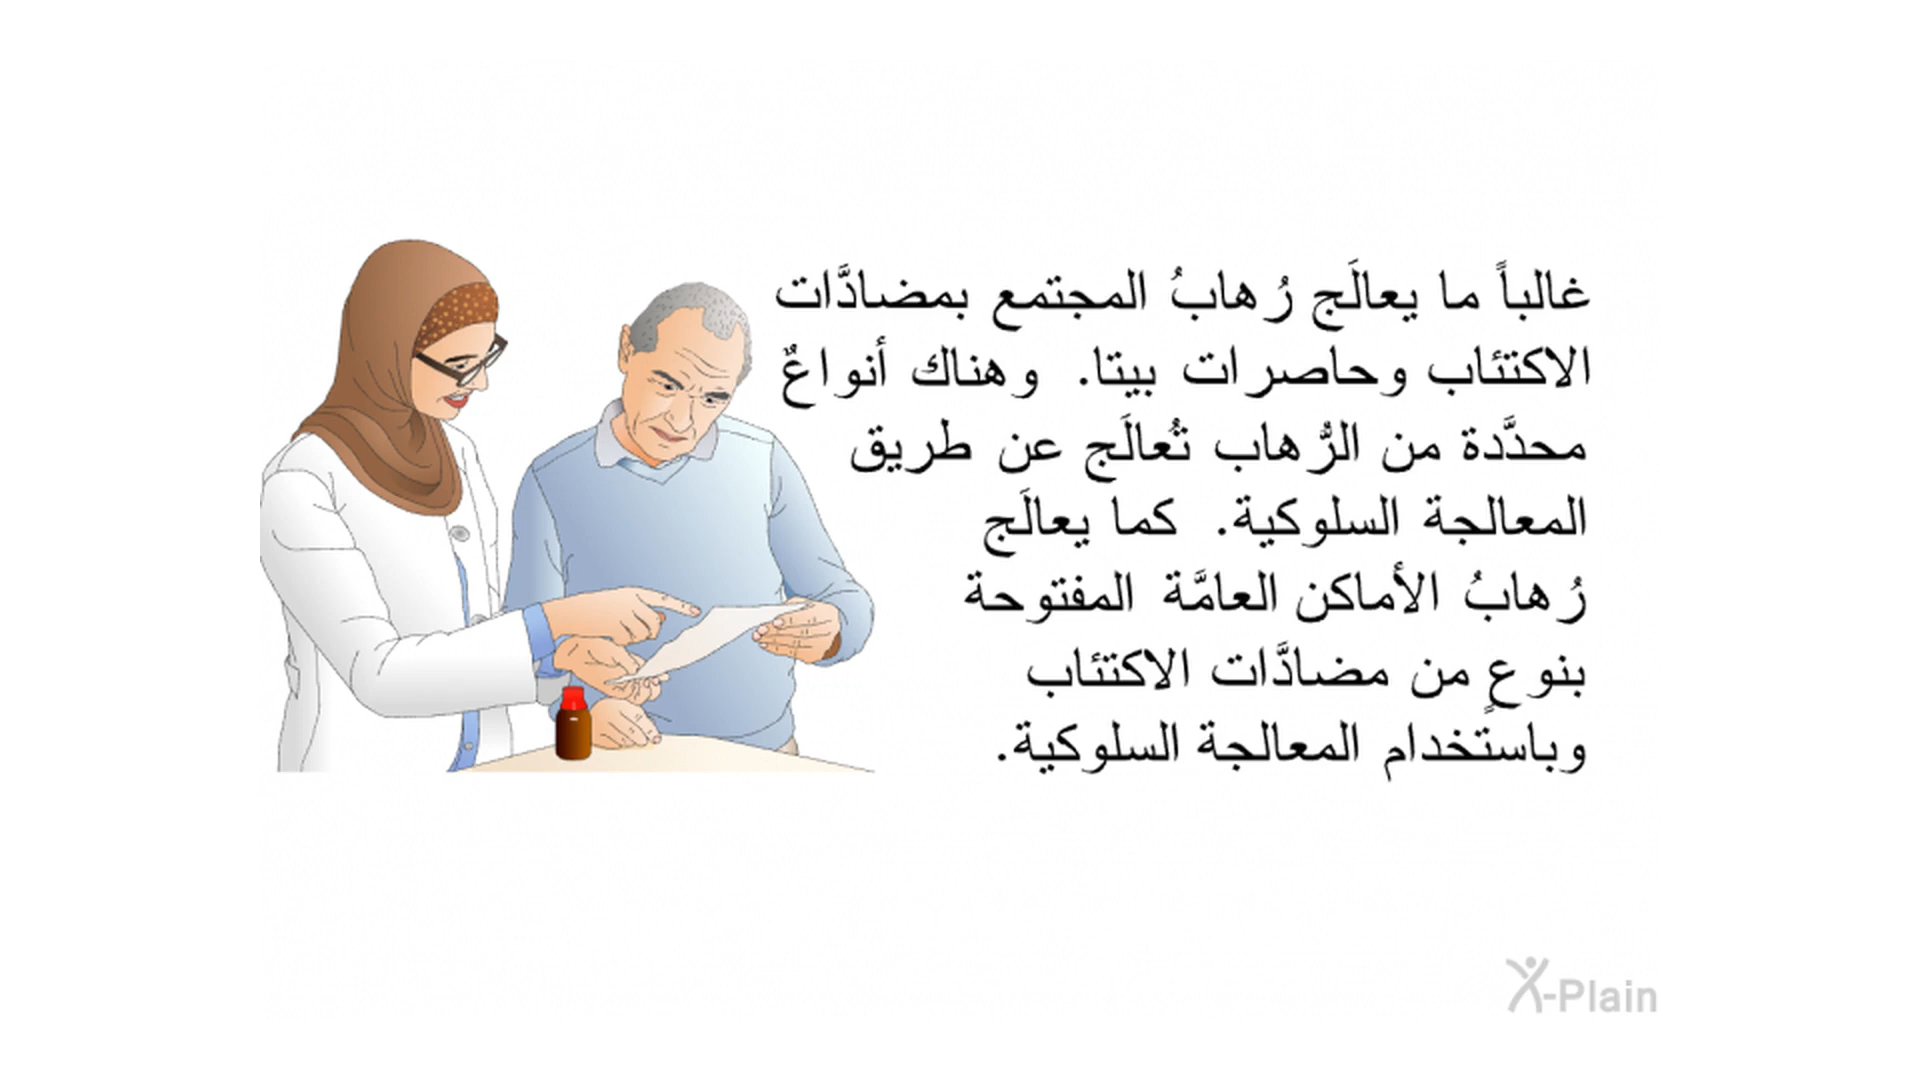 غالباً ما يعالَج رُهابُ المجتمع بمضادَّات
الاكتئاب وحاصرات بيتا. وهناك أنواعٌ
محدَّدة من الرُّهاب تُعالَج عن طريق
المعالجة السلوكية. كما يعالَج
رُهابُ الأماكن العامَّة المفتوحة
بنوعٍ من مضادَّات الاكتئاب
وباستخدام المعالجة السلوكية.
X-Plain